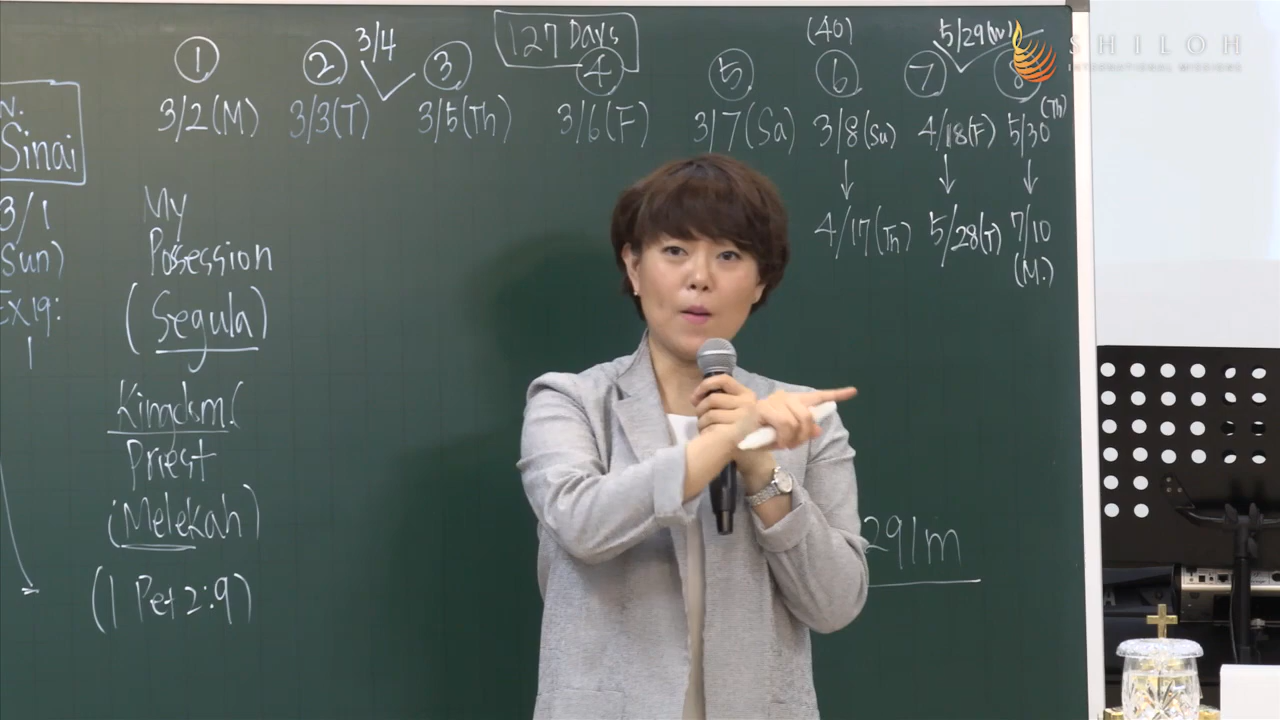 127 Days
(40)
5/29(W)
SHILOH
INTERNATIONAL MISSIONS
3/4
1 2 3 4 5 6 7 8
3/2(M) 3/3(T) 3/5(Th) 3/6(F) 3/7(Sa) 3/8(Su) 4/18(F) 5/30 (Th)
4/17(Th) 5/28(T) 7/10 (M.)
N.
Sinai
3/1
Sun)
Ex19:
1
My
Possession
(Segula)
Kingdom(
Priest
(Melekah)
(1 Pet 2:9)
291m